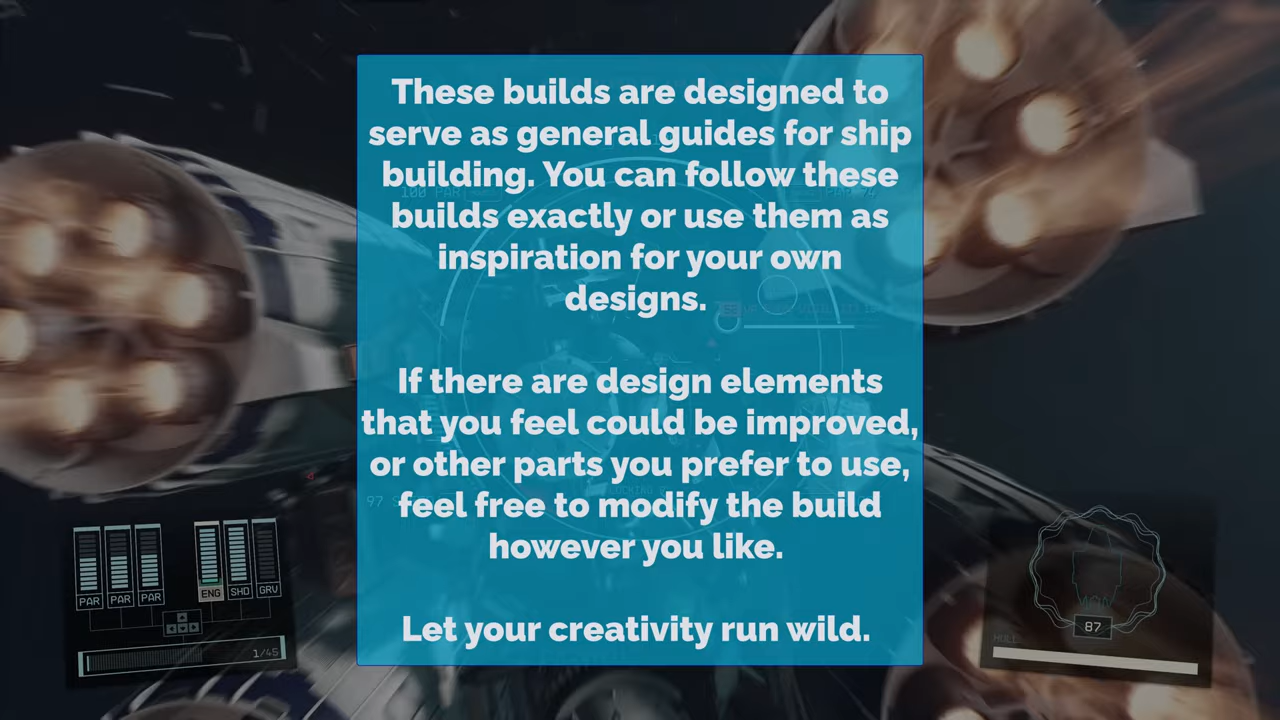 These builds are designed to
serve as general guides for ship
building. You can follow these
builds exactly or use them as
inspiration for your own
designs.
If there are design elements
that you feel could be improved,
or other parts you prefer to use,
feel free to modify the build
however you like.
Let your creativity run wild.
PAR PAR PAR ENG SHD GRV
1/45
87
HULL